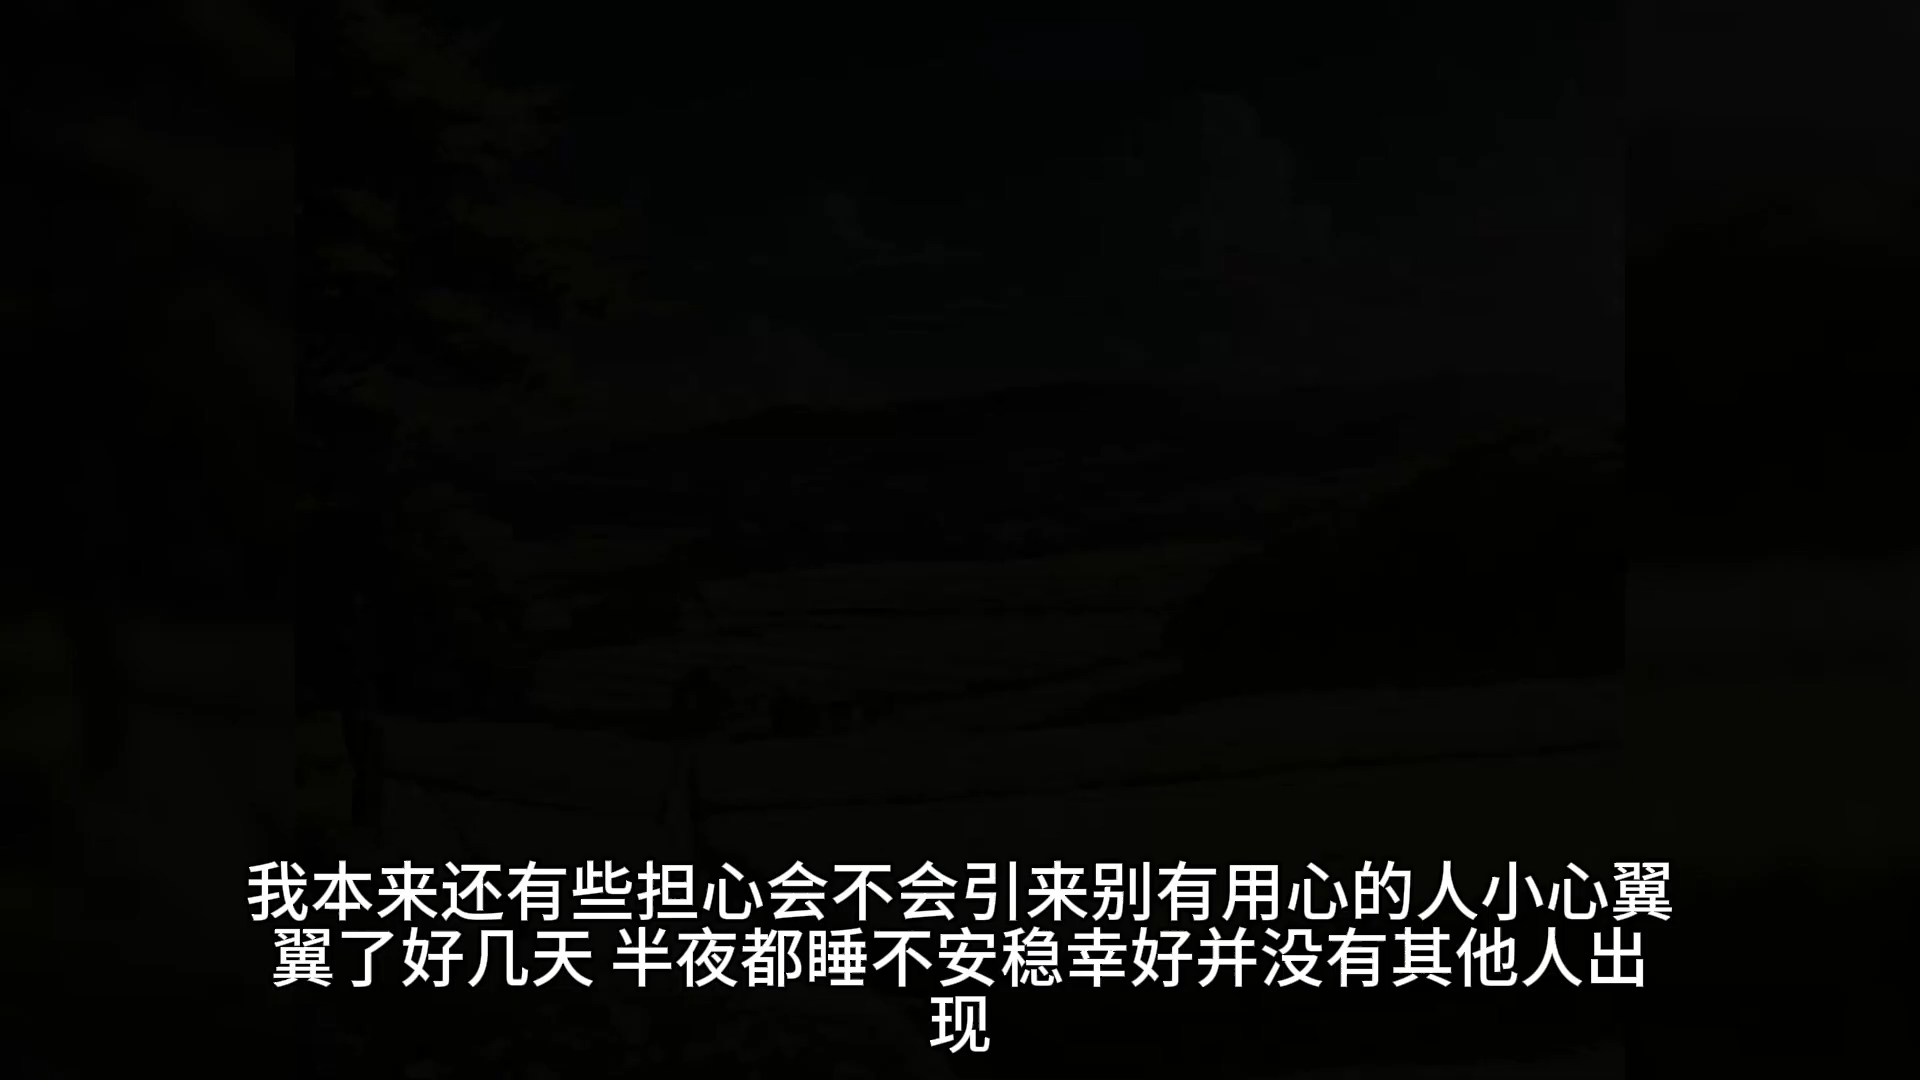 我本来还有些担心会不会引来别有用心的人小心翼
翼了好几天 半夜都睡不安稳幸好并没有其他人出
现